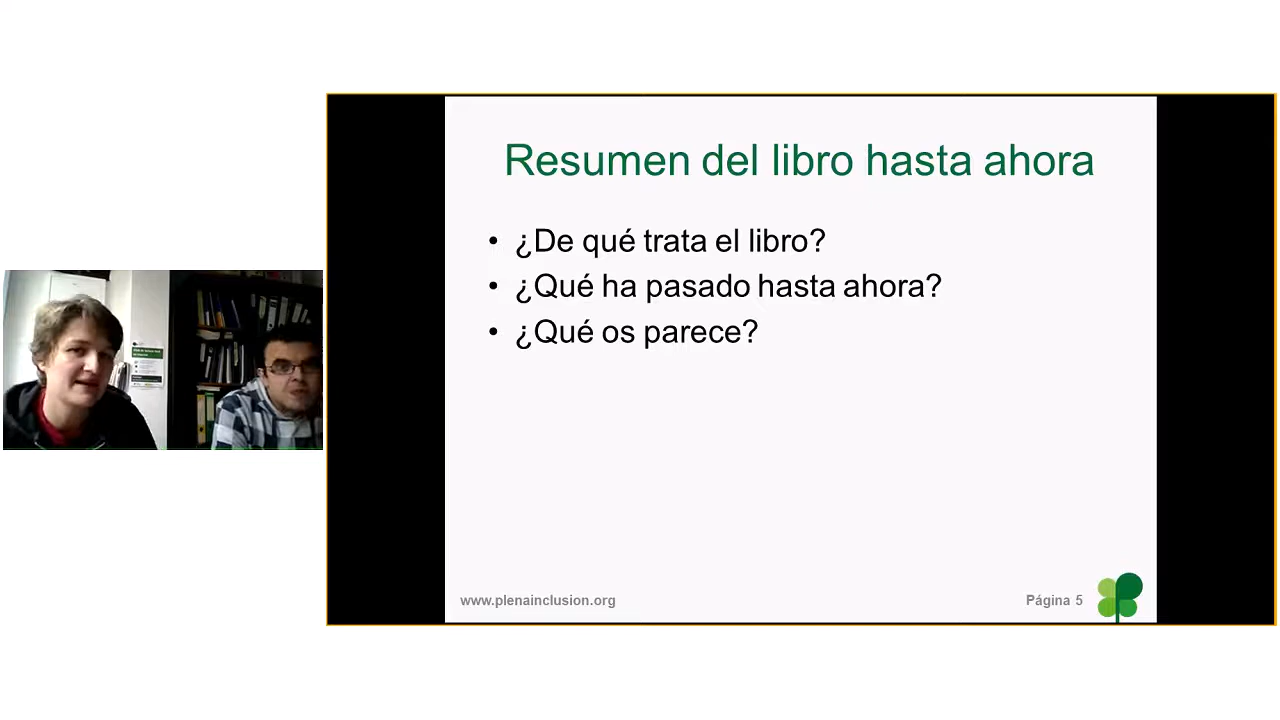 Resumen del libro hasta ahora
• ¿De qué trata el libro?
• ¿Qué ha pasado hasta ahora?
• ¿Qué os parece?
www.plenainclusion.org
Página 5